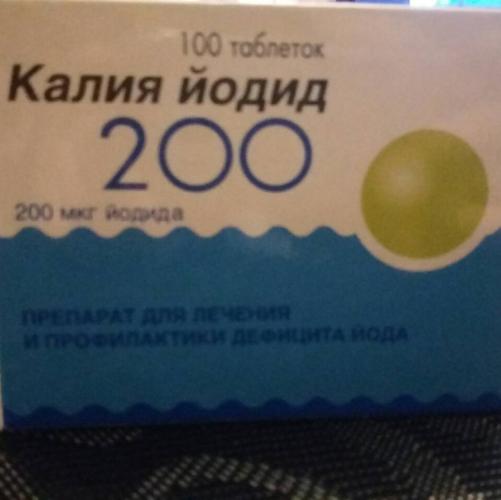 100 таблеток
Калия йодид
200
200 мкг йодида
ПРЕПАРАТ ДЛЯ ЛЕЧЕНИЯ
И ПРОФИЛАКТИКИ ДЕФИЦИТА ЙОДА